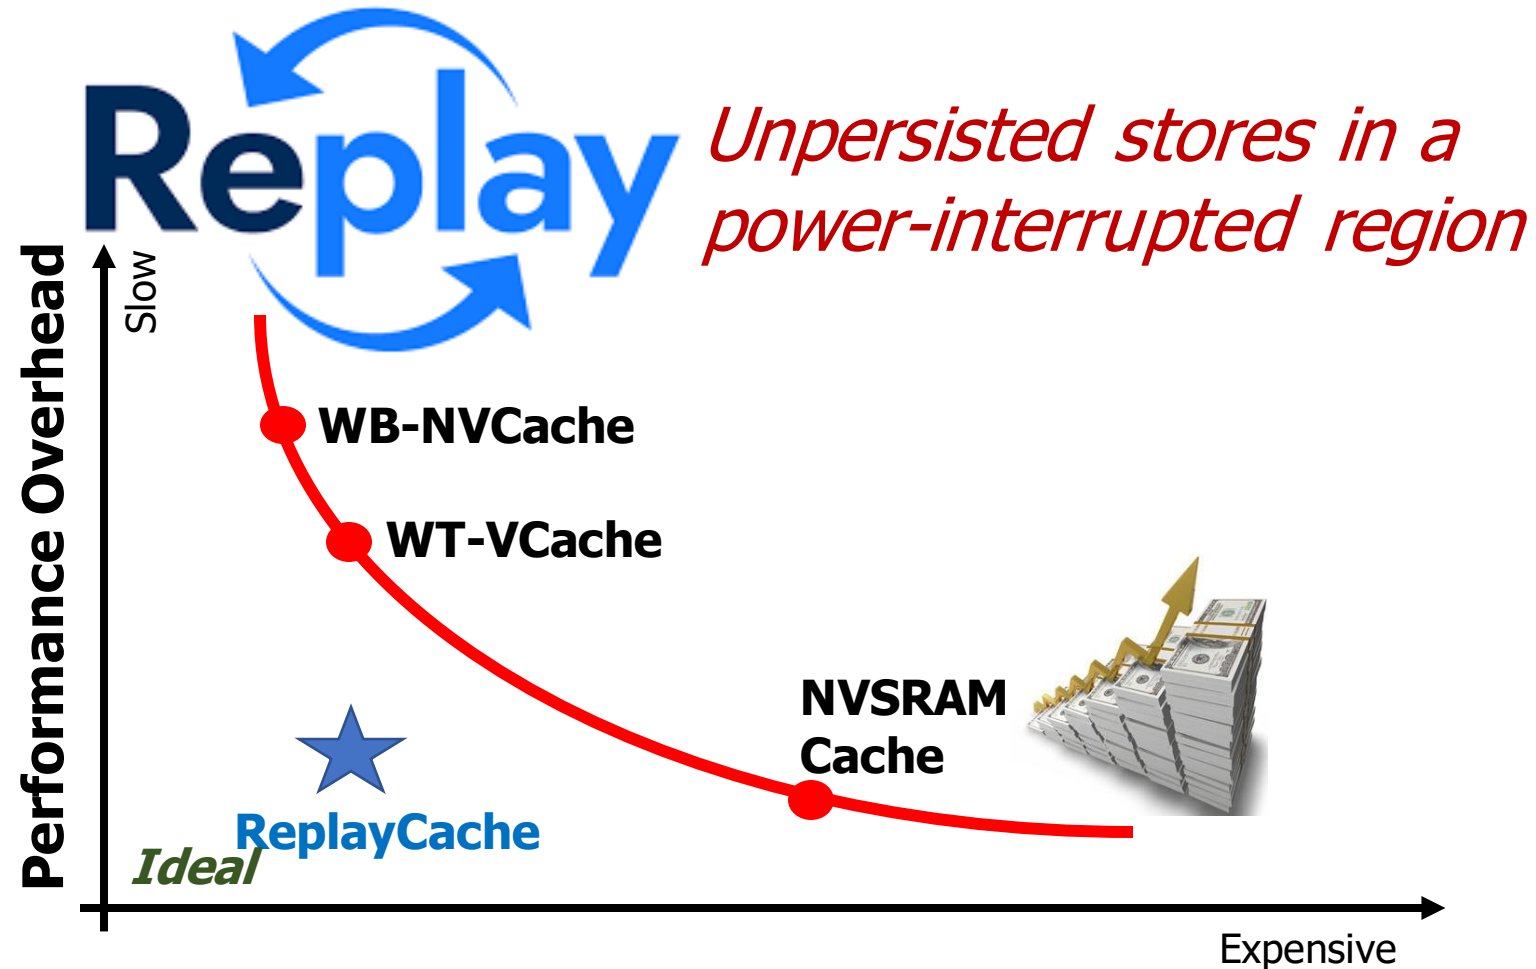 Replay
Unpersisted stores in a
power-interrupted region
Performance Overhead
Slow
WB-NVCache
WT-VCache
NVSRAM
Cache
ReplayCache
Ideal
Expensive